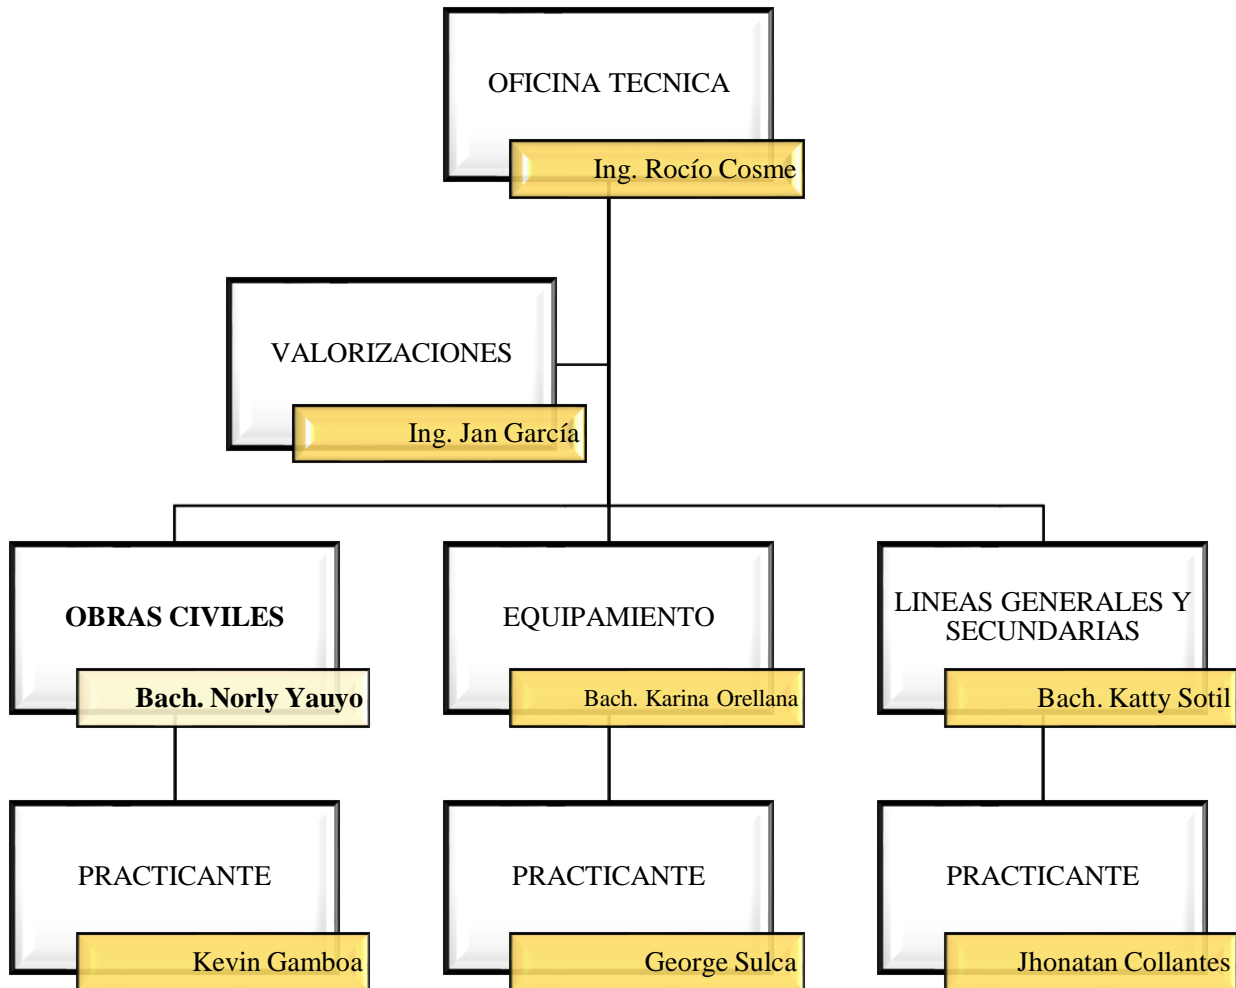 OFICINA TECNICA
Ing. Rocío Cosme
VALORIZACIONES
Ing. Jan García
OBRAS CIVILES
Bach. Norly Yauyo
EQUIPAMIENTO
Bach. Karina Orellana
LINEAS GENERALES Y
SECUNDARIAS
Bach. Katty Sotil
PRACTICANTE
Kevin Gamboa
PRACTICANTE
George Sulca
PRACTICANTE
Jhonatan Collantes